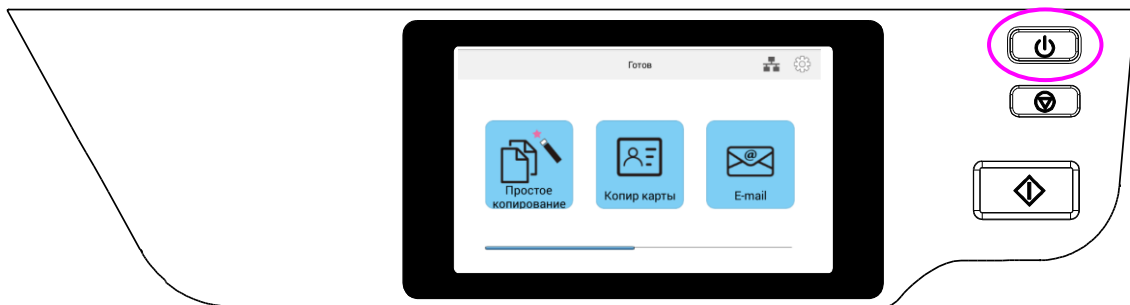 Готов
Простое
копирование
Копир карты
@
E-mail